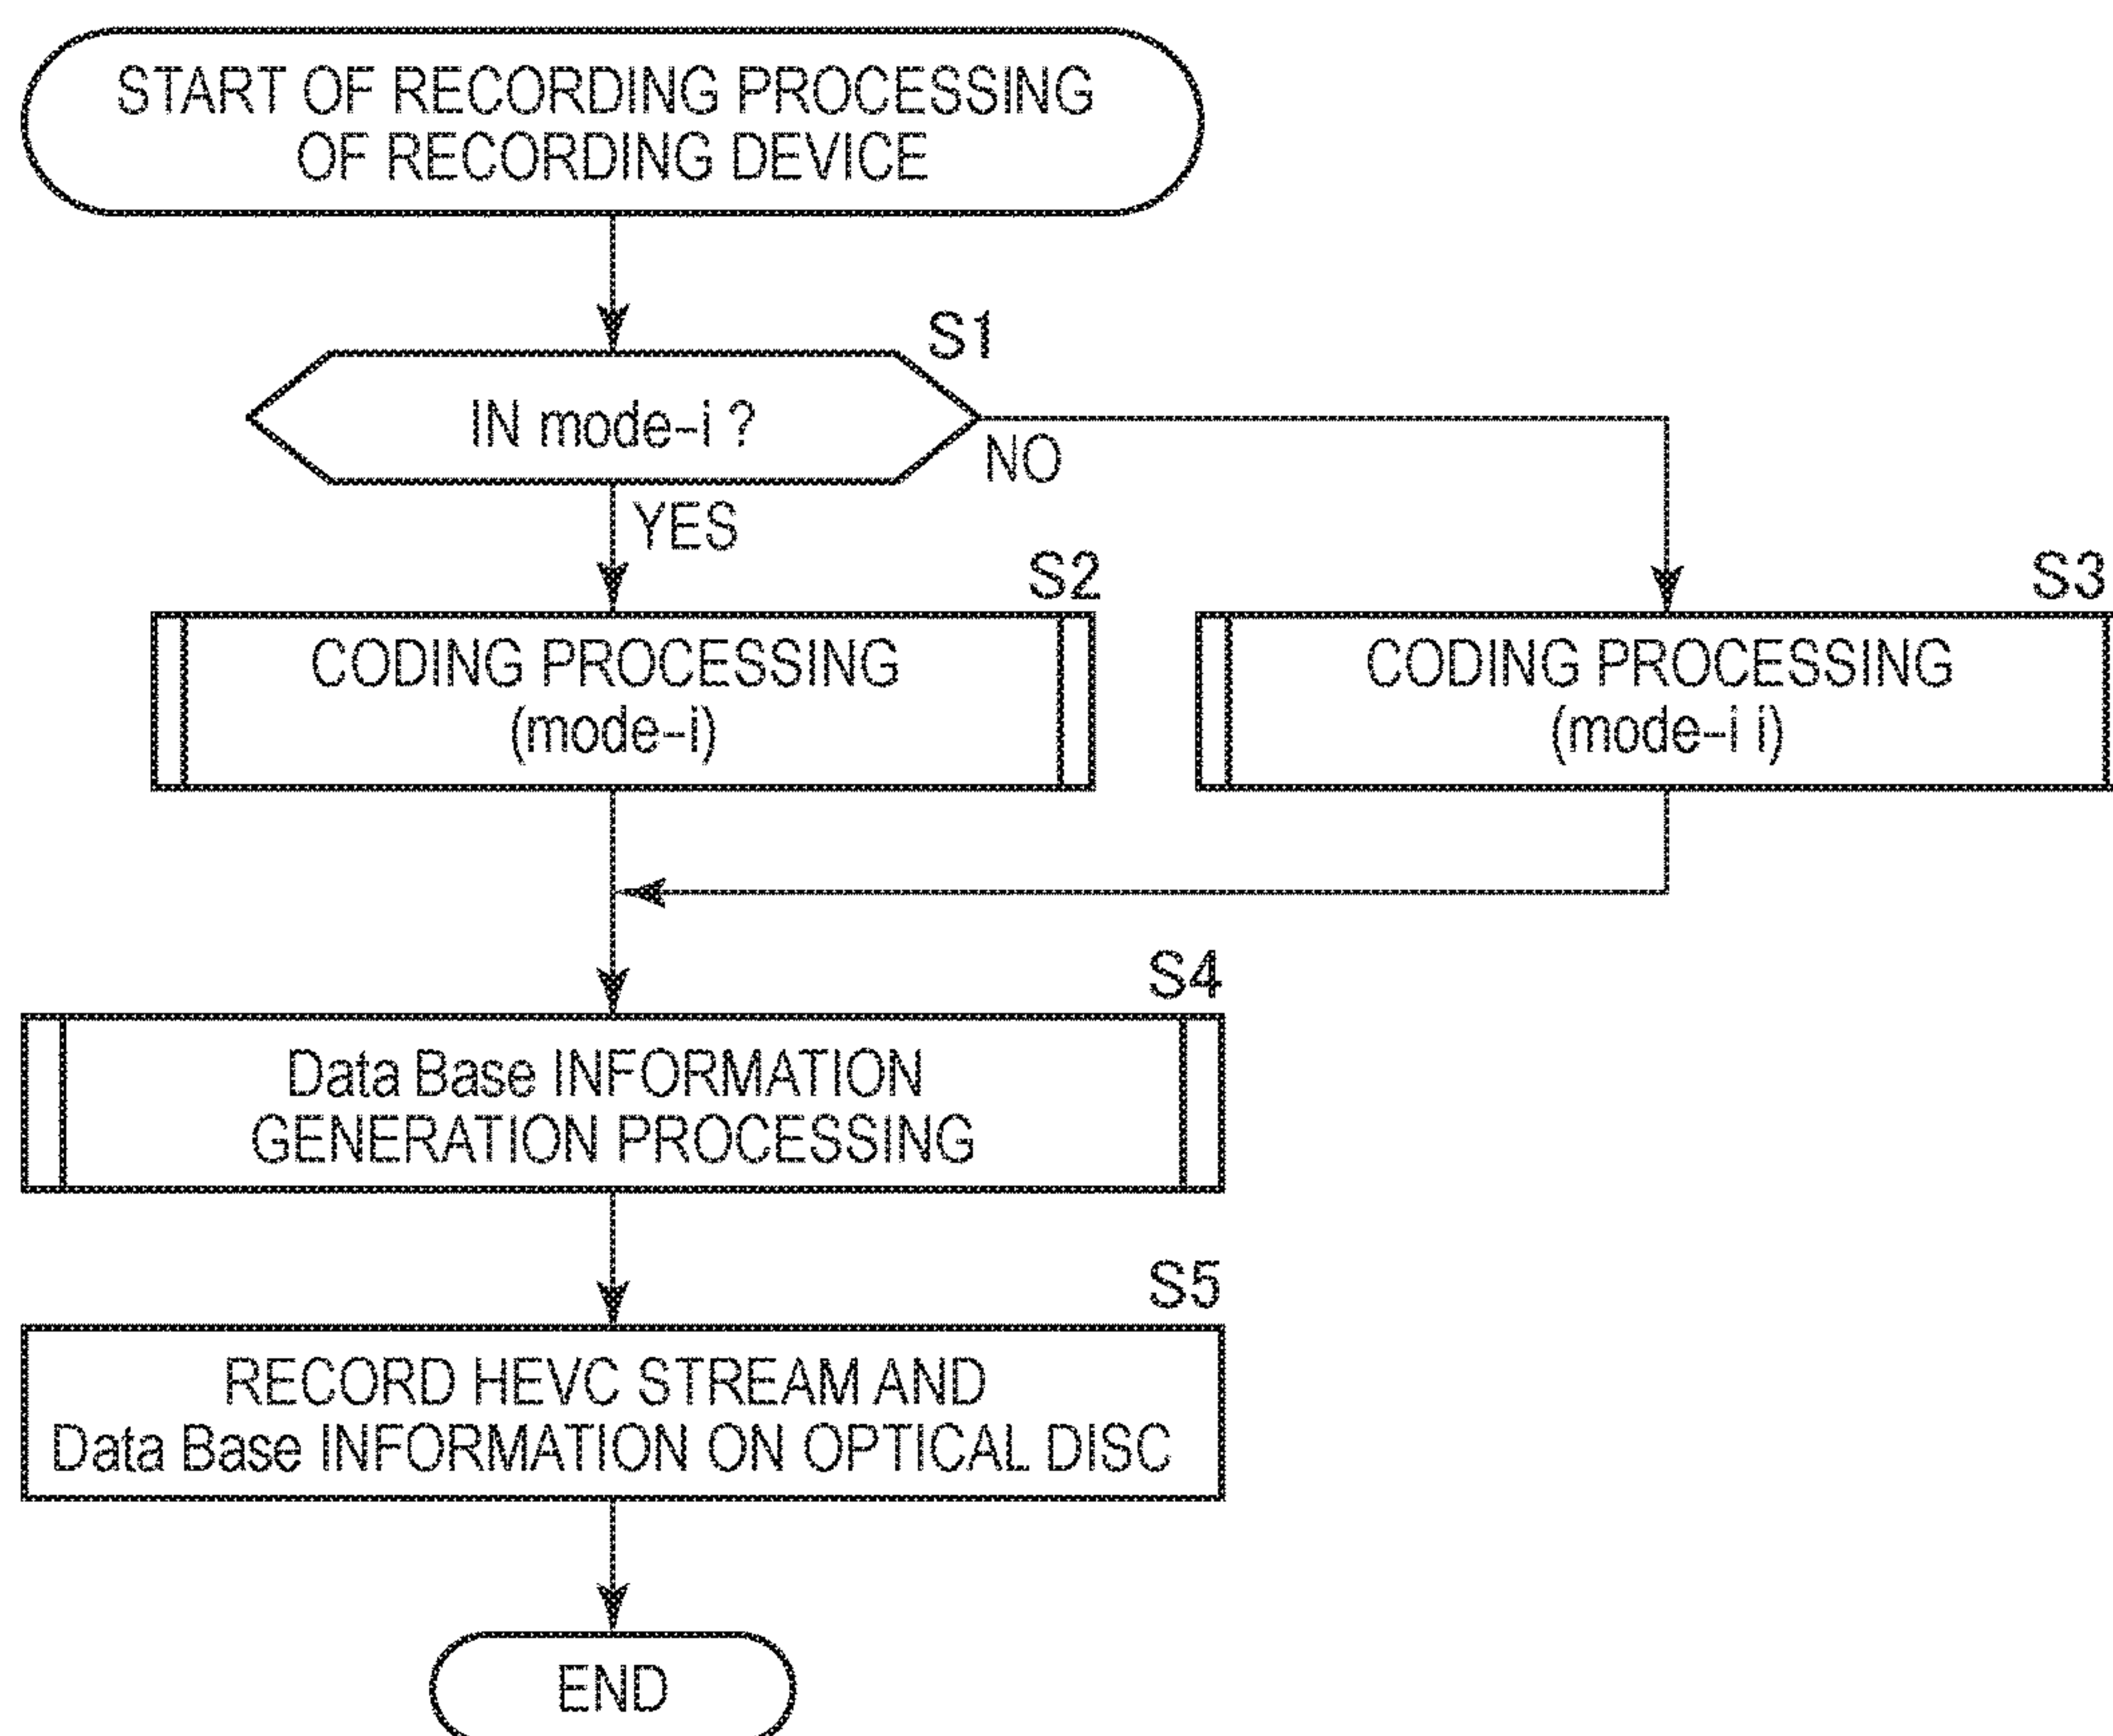 START OF RECORDING PROCESSING
OF RECORDING DEVICE
S1
IN mode-i ?
NO
YES
S2
CODING PROCESSING
(mode-i)
S3
CODING PROCESSING
(mode-i i)
S4
Data Base INFORMATION
GENERATION PROCESSING
S5
RECORD HEVC STREAM AND
Data Base INFORMATION ON OPTICAL DISC
END